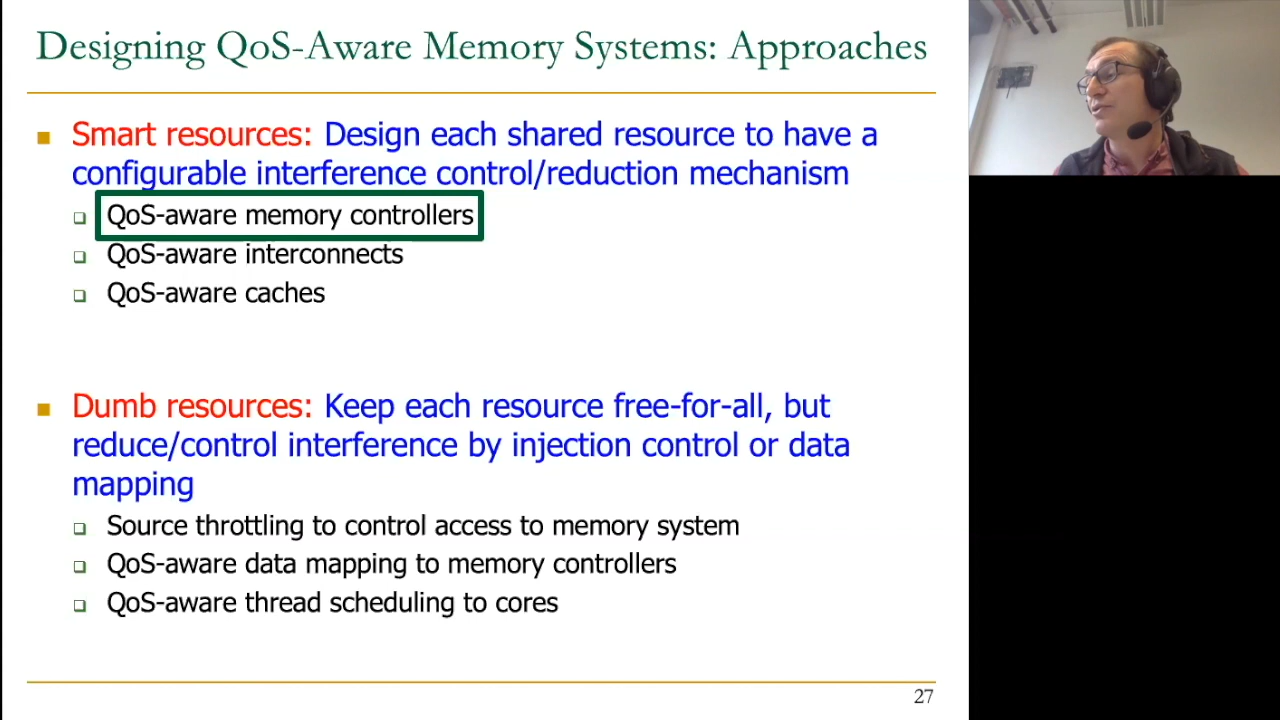 Designing QoS-Aware Memory Systems: Approaches
Smart resources: Design each shared resource to have a
configurable interference control/reduction mechanism
QoS-aware memory controllers
QoS-aware interconnects
QoS-aware caches
Dumb resources: Keep each resource free-for-all, but
reduce/control interference by injection control or data
mapping
Source throttling to control access to memory system
QoS-aware data mapping to memory controllers
QoS-aware thread scheduling to cores
27